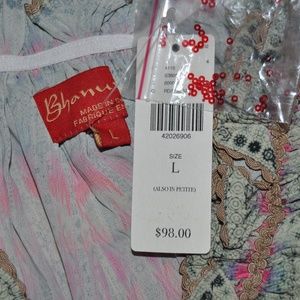 Bhanu
MADE IN
FABRIQUE E
L
42026906
SIZE
L
(ALSO IN PETITE)
$98.00